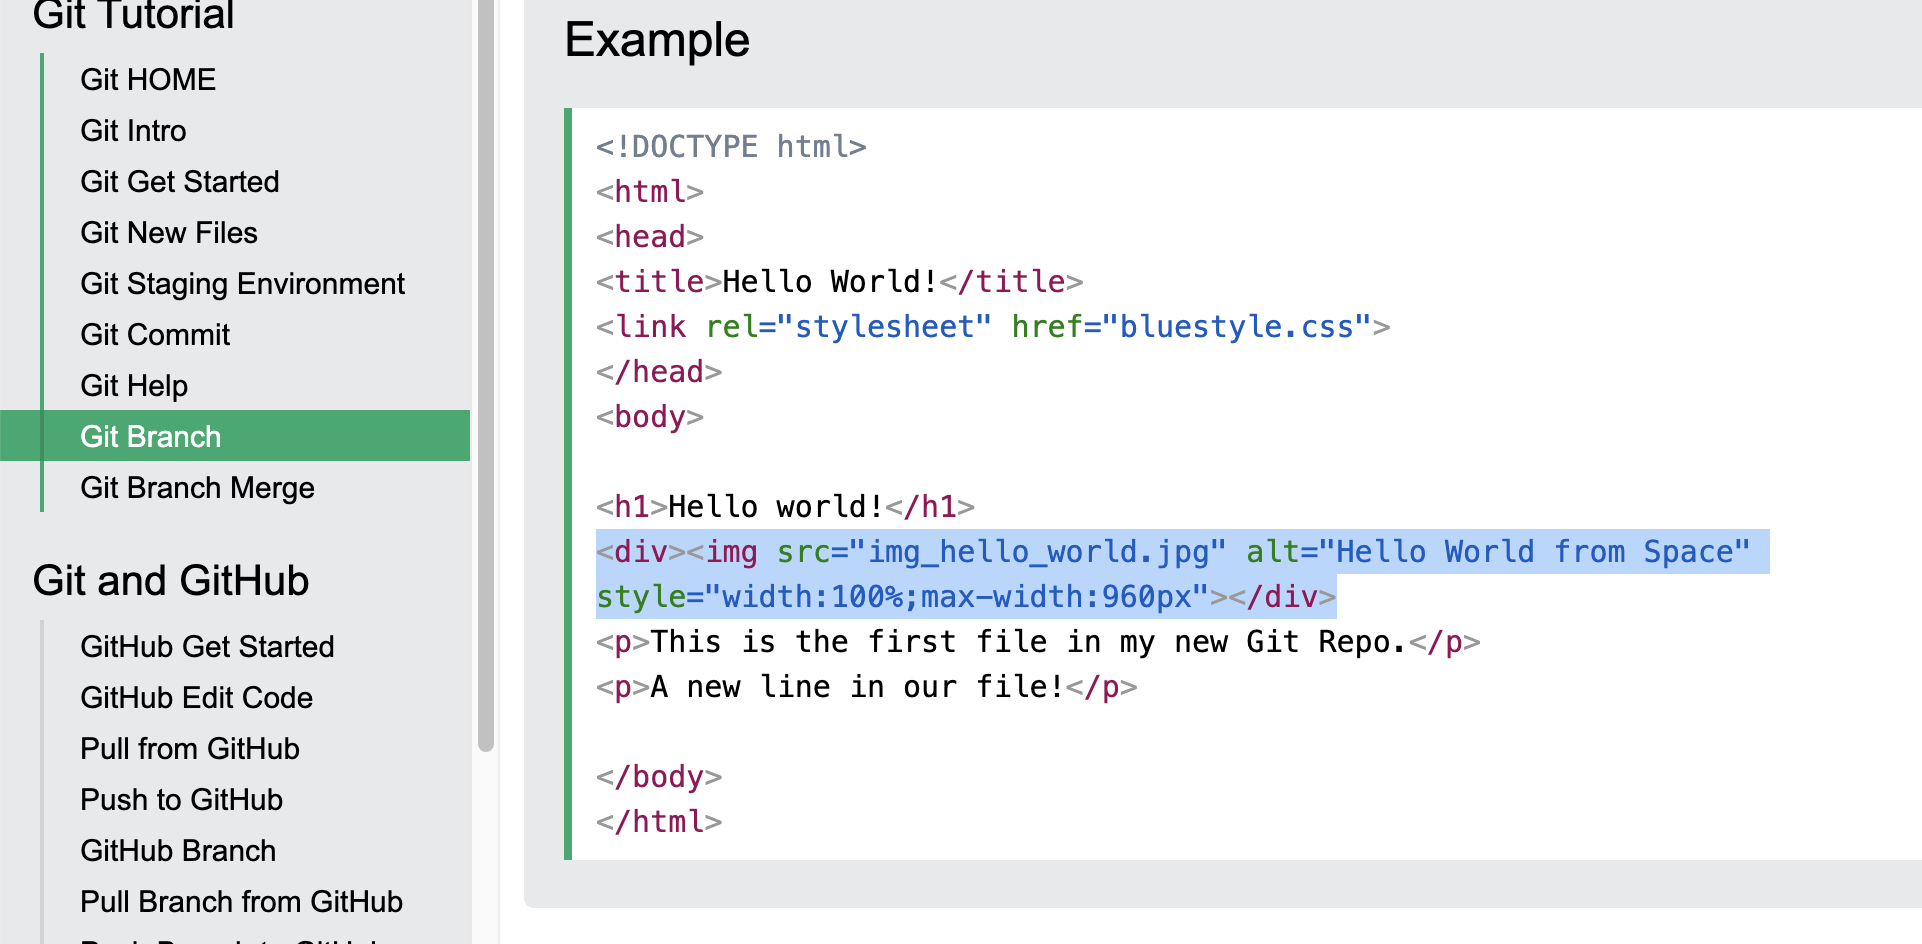 Git Tutorial
Git HOME
Git Intro
Git Get Started
Git New Files
Git Staging Environment
Git Commit
Git Help
Git Branch
Git Branch Merge
Git and GitHub
GitHub Get Started
GitHub Edit Code
Pull from GitHub
Push to GitHub
GitHub Branch
Pull Branch from GitHub
Example
<!DOCTYPE html>
<html>
<head>
<title>Hello World!</title>
<link rel="stylesheet" href="bluestyle.css">
</head>
<body>
<h1>Hello world!</h1>
<div><img src="img_hello_world.jpg" alt="Hello World from Space"
style="width:100%;max-width:960px"></div>
<p>This is the first file in my new Git Repo.</p>
<p>A new line in our file!</p>
</body>
</html>